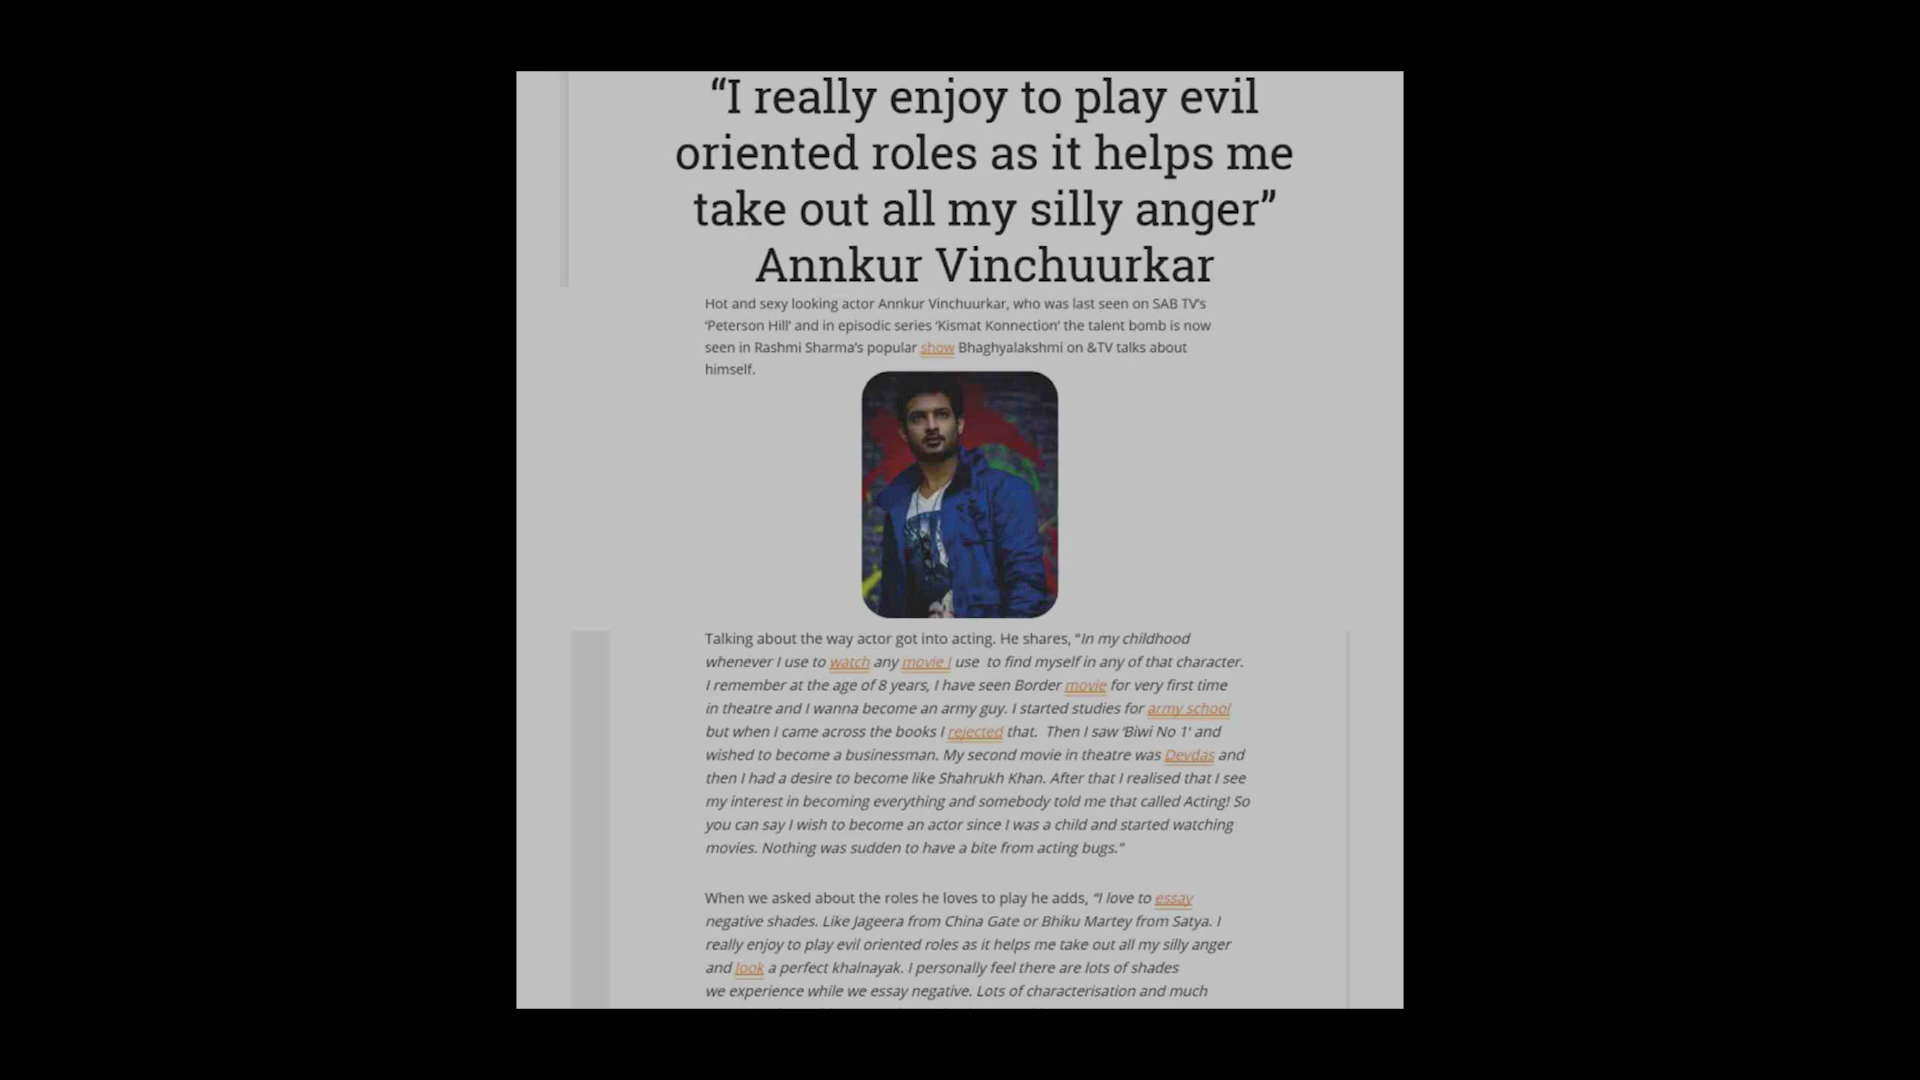 “I really enjoy to play evil
oriented roles as it helps me
take out all my silly anger”
Annkur Vinchuurkar
Hot and sexy looking actor Annkur Vinchuurkar, who was last seen on SAB TV’s
‘Peterson Hill’ and in episodic series ‘Kismat Konnection’ the talent bomb is now
seen in Rashmi Sharma’s popular show Bhaghyalakshmi on &TV talks about
himself.
Talking about the way actor got into acting. He shares, “In my childhood
whenever I use to watch any movie I use to find myself in any of that character.
I remember at the age of 8 years, I have seen Border movie for very first time
in theatre and I wanna become an army guy. I started studies for army school
but when I came across the books I rejected that. Then I saw ‘Biwi No 1’ and
wished to become a businessman. My second movie in theatre was Devdas and
then I had a desire to become like Shahrukh Khan. After that I realised that I see
my interest in becoming everything and somebody told me that called Acting! So
you can say I wish to become an actor since I was a child and started watching
movies. Nothing was sudden to have a bite from acting bugs.”
When we asked about the roles he loves to play he adds, “I love to essay
negative shades. Like Jageera from China Gate or Bhiku Martey from Satya. I
really enjoy to play evil oriented roles as it helps me take out all my silly anger
and look a perfect khalnayak. I personally feel there are lots of shades
we experience while we essay negative. Lots of characterisation and much